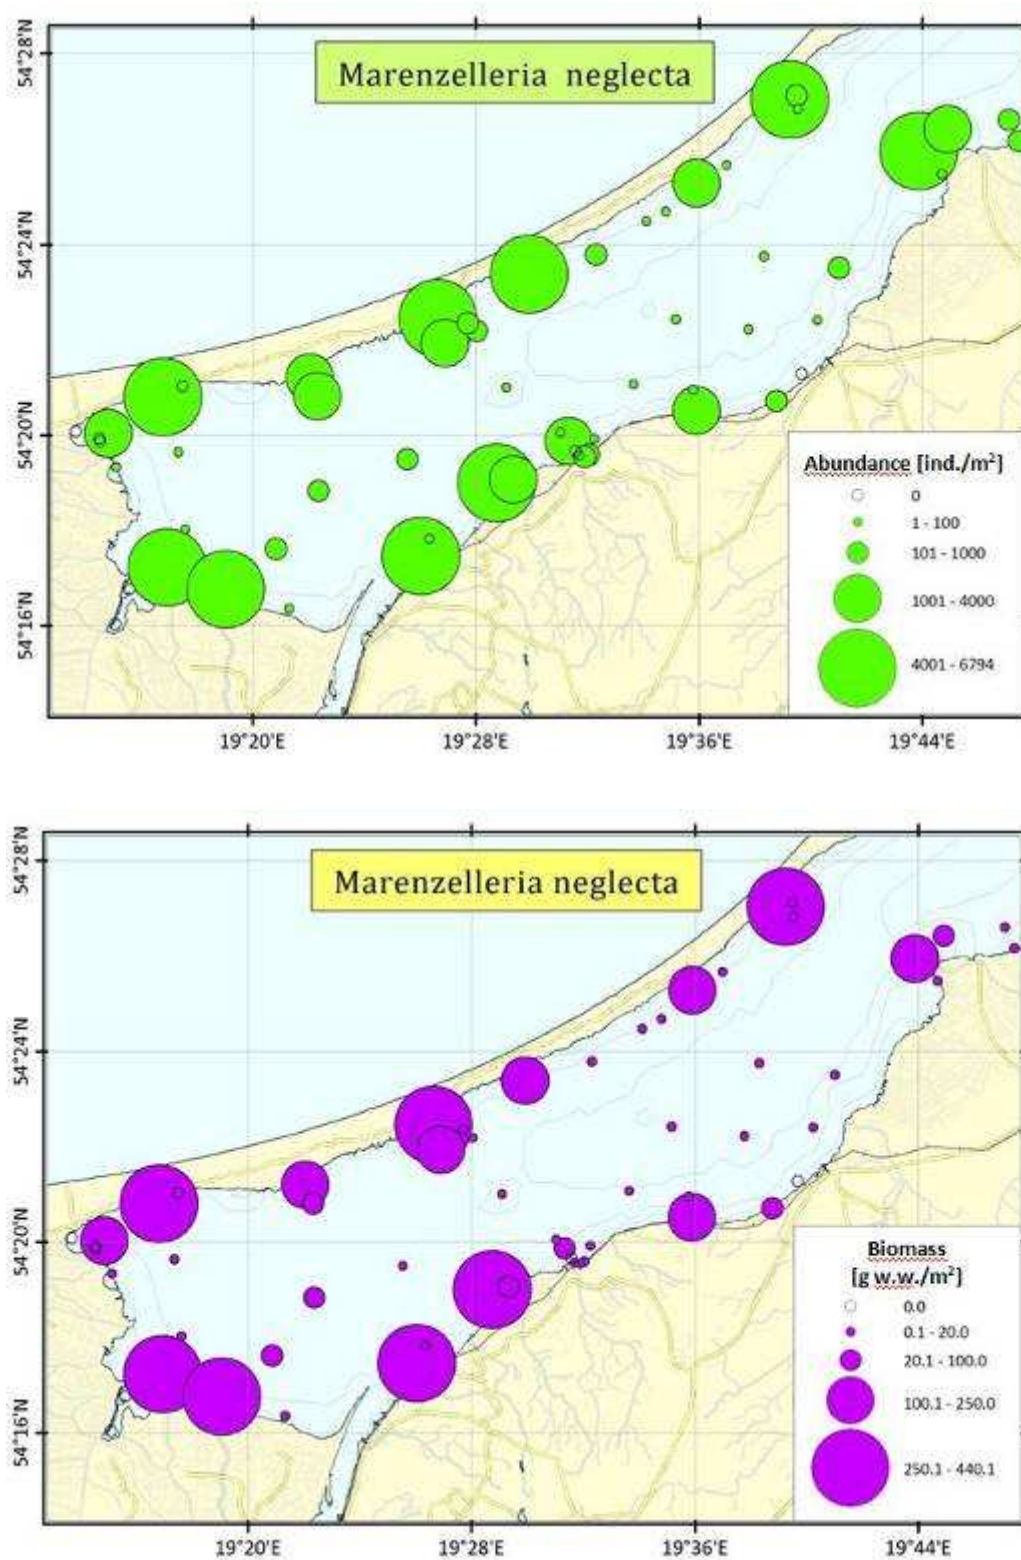 Marenzelleria neglecta
54°28'N
54°24'N
54°20'N
54°16'N
Abundance [ind./m²]
0
1 - 100
101 - 1000
1001 - 4000
4001 - 6794
19°20'E
19°28'E
19°36'E
19°44'E
Marenzelleria neglecta
54°28'N
54°24'N
54°20'N
54°16'N
Biomass
[g w.w./m²]
0.0
0.1 - 20.0
20.1 - 100.0
100.1 - 250.0
250.1 - 440.1
19°20'E
19°28'E
19°36'E
19°44'E